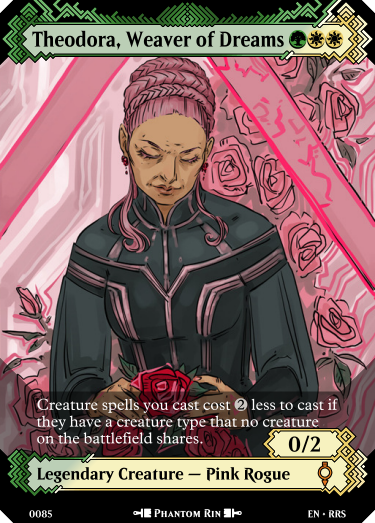 Theodora, Weaver of Dreams
Creature spells you cast cost 2 less to cast if
they have a creature type that no creature
on the battlefield shares.
0/2
Legendary Creature — Pink Rogue
0085
Phantom Rin
EN • RRS